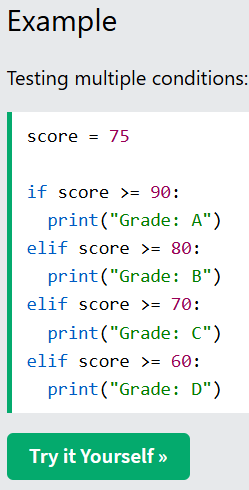 Example
Testing multiple conditions:
score = 75
if score >= 90:
  print("Grade: A")
elif score >= 80:
  print("Grade: B")
elif score >= 70:
  print("Grade: C")
elif score >= 60:
  print("Grade: D")
Try it Yourself »